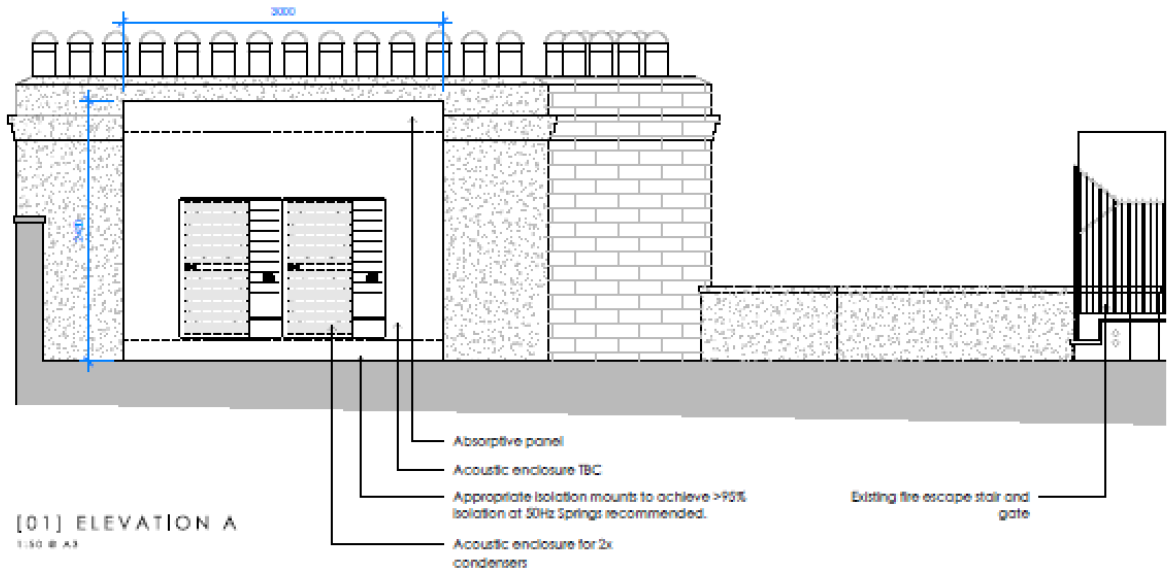 3000
Absorptive panel
Acoustic enclosure TBC
Appropriate isolation mounts to achieve >95%
isolation at 50Hz Springs recommended.
Existing fire escape stair and
gate
Acoustic enclosure for 2x
condensers
[01] ELEVATION A
1:50 @ A3